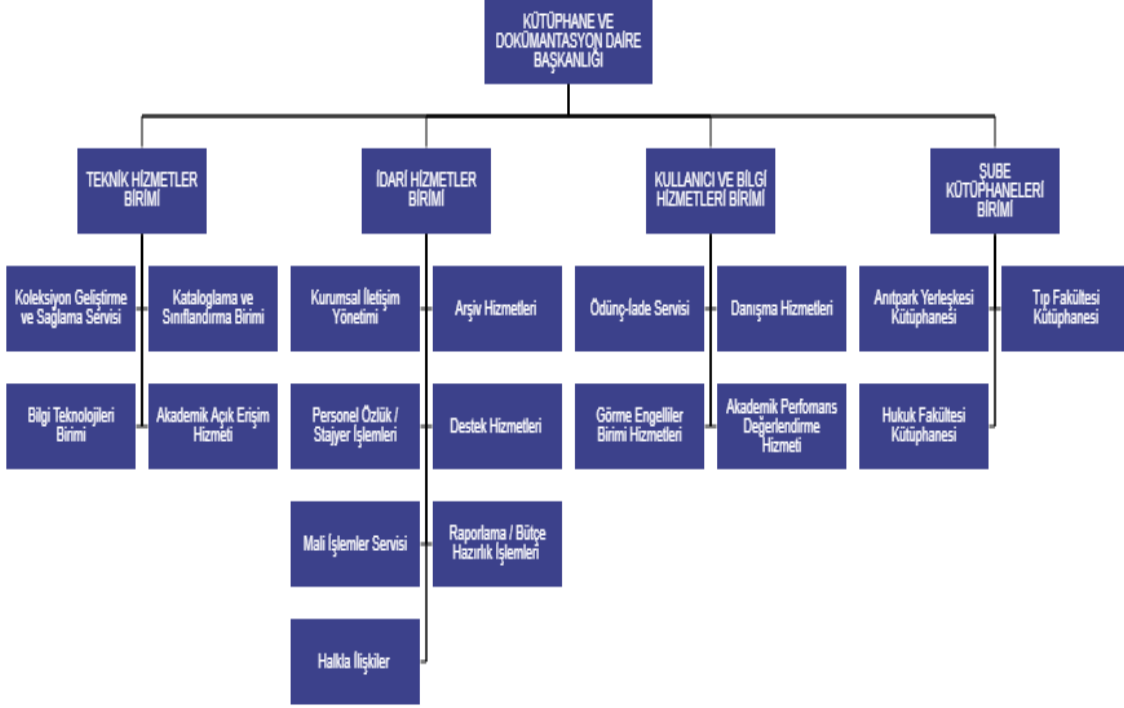 KÜTÜPHANE VE
DOKÜMANTASYON DAİRE
BAŞKANLIĞI
TEKNİK HİZMETLER
BİRİMİ
İDARİ HİZMETLER
BİRİMİ
KULLANICI VE BİLGİ
HİZMETLERİ BİRİMİ
ŞUBE
KÜTÜPHANELERİ
BİRİMİ
Koleksiyon Geliştirme
ve Sağlama Servisi
Kataloglama ve
Sınıflandırma Birimi
Kurumsal İletişim
Yönetimi
Arşiv Hizmetleri
Ödünç-İade Servisi
Danışma Hizmetleri
Anıtpark Yerleşkesi
Kütüphanesi
Tıp Fakültesi
Kütüphanesi
Bilgi Teknolojileri
Birimi
Akademik Açık Erişim
Hizmeti
Personel Özlük /
Stajyer İşlemleri
Destek Hizmetleri
Görme Engelliler
Birimi Hizmetleri
Akademik Perfomans
Değerlendirme
Hizmeti
Hukuk Fakültesi
Kütüphanesi
Mali İşlemler Servisi
Raporlama / Bütçe
Hazırlık İşlemleri
Halkla İlişkiler